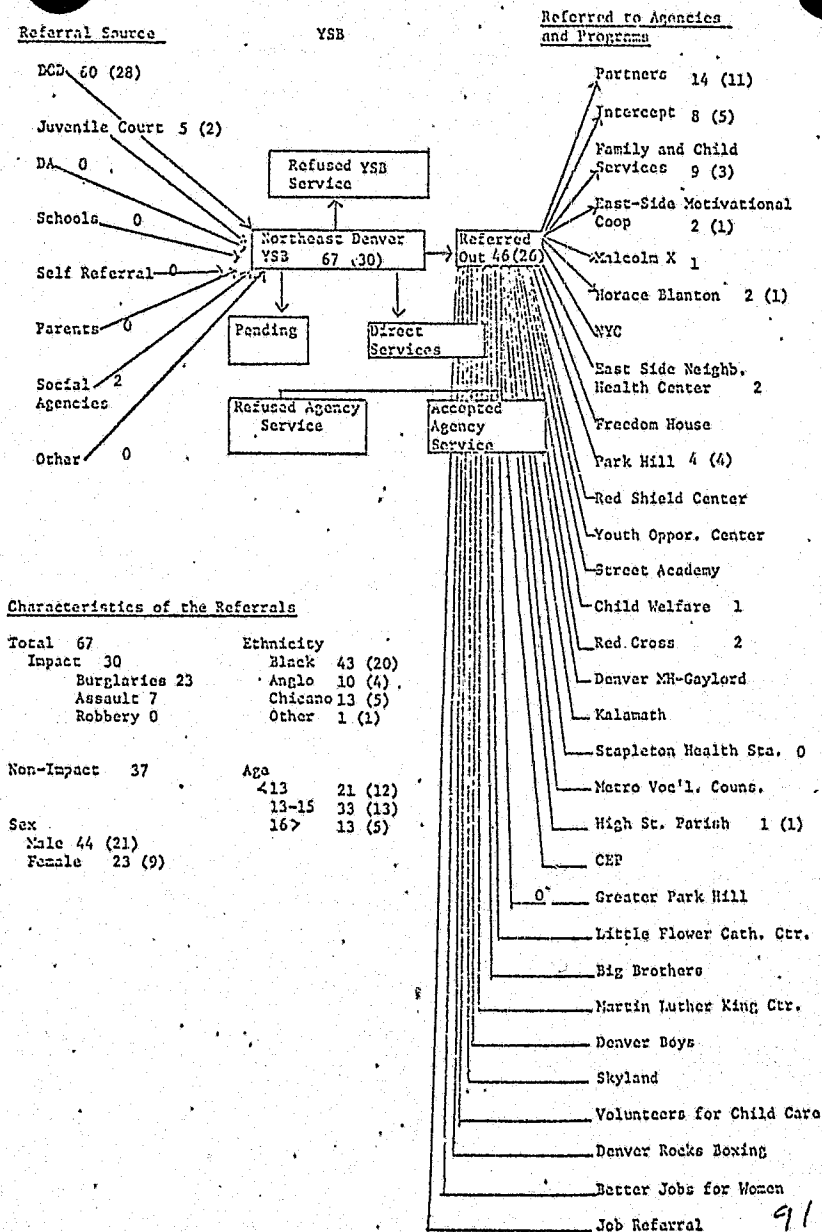 Referral Source
YSB
Referred to Agencies
and Programs
DCD 60 (28)
Juvenile Court 5 (2)
DA 0
Schools 0
Self Referral 0
Parents 0
Social 2
Agencies
Other 0
Refused YSB
Service
Northeast Denver
YSB 67 (30)
Pending
Direct
Services
Referred
Out 46(26)
Refused Agency
Service
Accepted
Agency
Service
Partners 14 (11)
Intercept 8 (5)
Family and Child
Services 9 (3)
East-Side Motivational
Coop 2 (1)
Malcolm X 1
Horace Blanton 2 (1)
NYC
East Side Neighb.
Health Center 2
Freedom House
Park Hill 4 (4)
Red Shield Center
Youth Oppor. Center
Street Academy
Child Welfare 1
Red Cross 2
Denver MH-Gaylord
Kalamath
Stapleton Health Sta. 0
Metro Voc'l. Couns.
High St. Parish 1 (1)
CEP
0 Greater Park Hill
Little Flower Cath. Ctr.
Big Brothers
Martin Luther King Ctr.
Denver Boys
Skyland
Volunteers for Child Care
Denver Rocks Boxing
Better Jobs for Women
Job Referral
Characteristics of the Referrals
Total 67
Impact 30
Burglaries 23
Assault 7
Robbery 0
Non-Impact 37
Sex
Male 44 (21)
Female 23 (9)
Ethnicity
Black 43 (20)
Anglo 10 (4)
Chicano 13 (5)
Other 1 (1)
Age
<13 21 (12)
13-15 33 (13)
16> 13 (5)
91